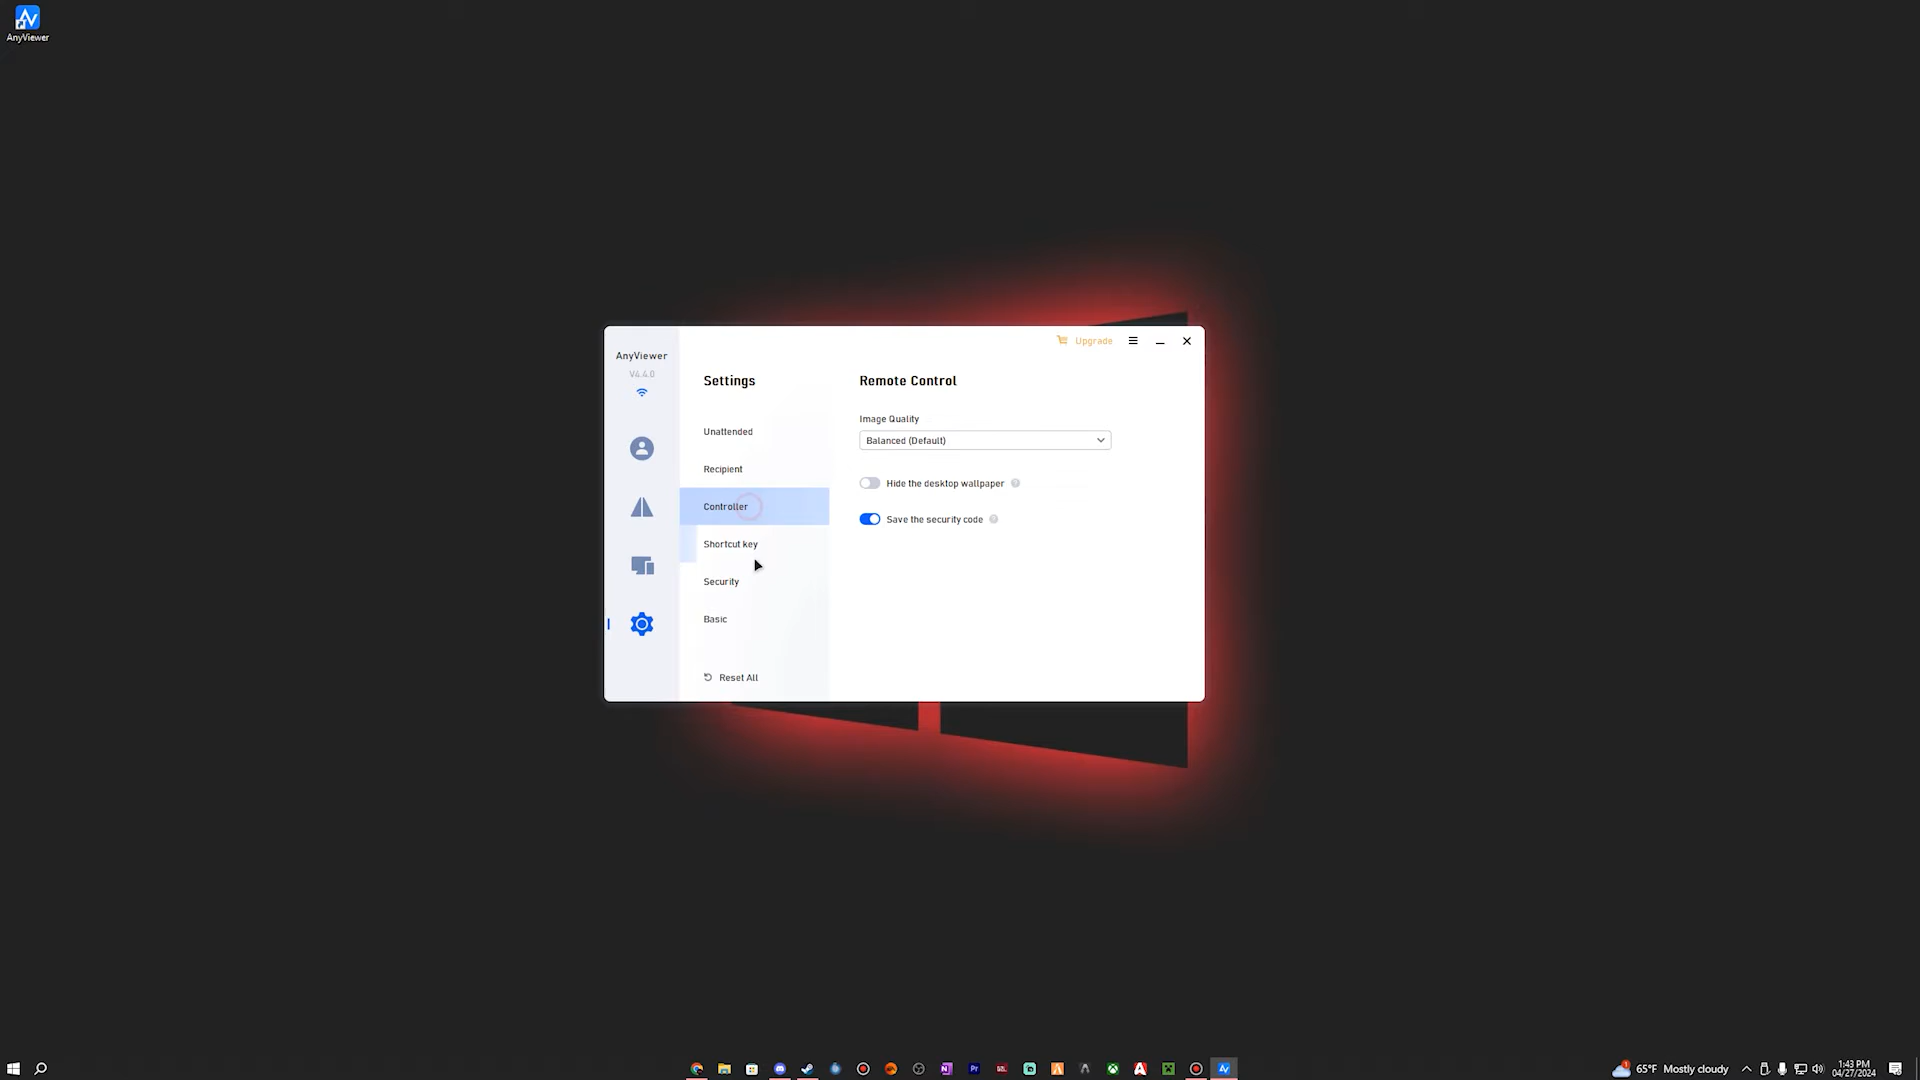 AnyViewer
AnyViewer
V4.4.0
Upgrade
Settings
Unattended
Recipient
Controller
Shortcut key
Security
Basic
Reset All
Remote Control
Image Quality
Balanced (Default)
Hide the desktop wallpaper
Save the security code
65°F Mostly cloudy
1:43 PM
04/27/2024